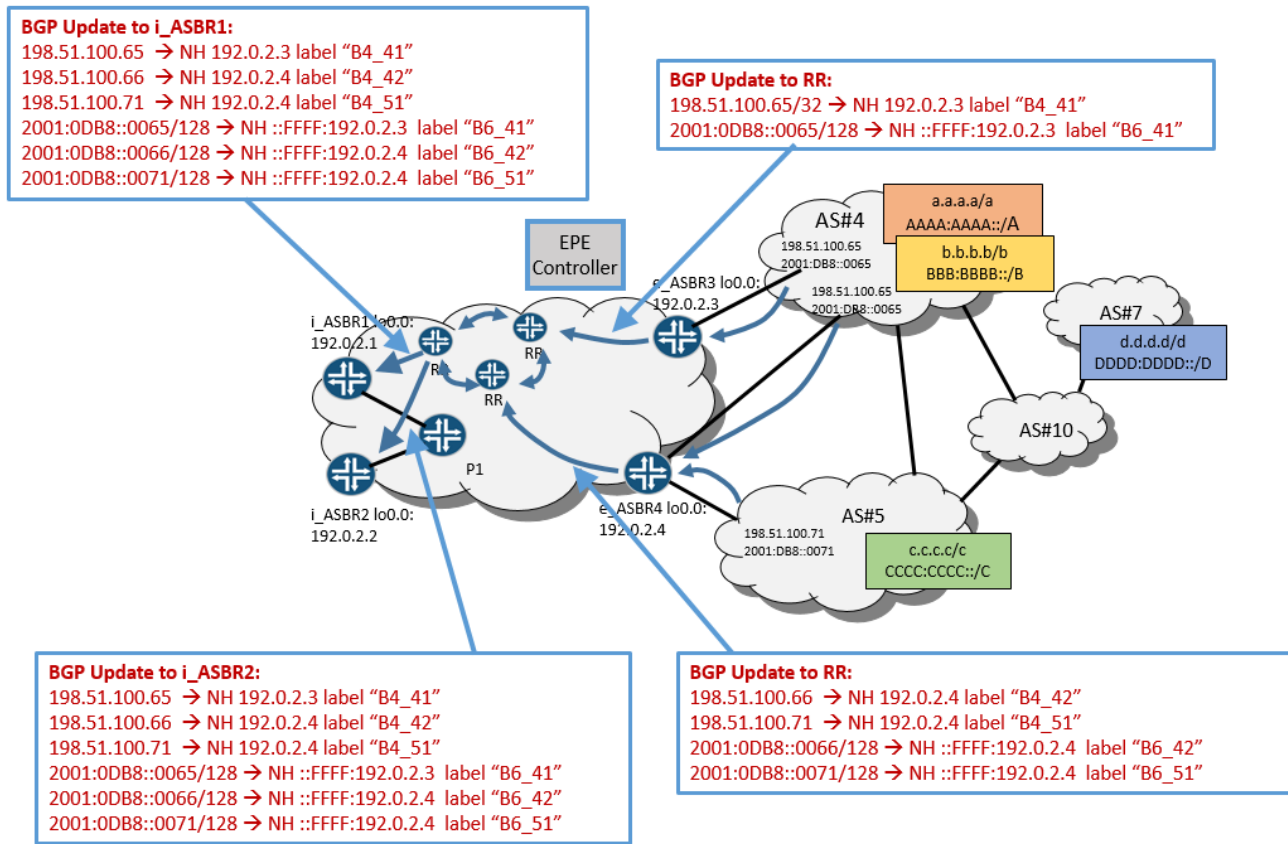 BGP Update to i_ASBR1:
198.51.100.65 → NH 192.0.2.3 label “B4_41”
198.51.100.66 → NH 192.0.2.4 label “B4_42”
198.51.100.71 → NH 192.0.2.4 label “B4_51”
2001:0DB8::0065/128 → NH ::FFFF:192.0.2.3 label “B6_41”
2001:0DB8::0066/128 → NH ::FFFF:192.0.2.4 label “B6_42”
2001:0DB8::0071/128 → NH ::FFFF:192.0.2.4 label “B6_51”
BGP Update to RR:
198.51.100.65/32 → NH 192.0.2.3 label “B4_41”
2001:0DB8::0065/128 → NH ::FFFF:192.0.2.3 label “B6_41”
EPE
Controller
AS#4
198.51.100.65
2001:DB8::0065
198.51.100.65
2001:DB8::0065
a.a.a.a/a
AAAA:AAAA::/A
b.b.b.b/b
BBB:BBBB::/B
AS#7
d.d.d.d/d
DDDD:DDDD::/D
e_ASBR3 lo0.0:
192.0.2.3
i_ASBR1 lo0.0:
192.0.2.1
RR
RR
P1
AS#10
i_ASBR2 lo0.0:
192.0.2.2
e_ASBR4 lo0.0:
192.0.2.4
AS#5
198.51.100.71
2001:DB8::0071
c.c.c.c/c
CCCC:CCCC::/C
BGP Update to i_ASBR2:
198.51.100.65 → NH 192.0.2.3 label “B4_41”
198.51.100.66 → NH 192.0.2.4 label “B4_42”
198.51.100.71 → NH 192.0.2.4 label “B4_51”
2001:0DB8::0065/128 → NH ::FFFF:192.0.2.3 label “B6_41”
2001:0DB8::0066/128 → NH ::FFFF:192.0.2.4 label “B6_42”
2001:0DB8::0071/128 → NH ::FFFF:192.0.2.4 label “B6_51”
BGP Update to RR:
198.51.100.66 → NH 192.0.2.4 label “B4_42”
198.51.100.71 → NH 192.0.2.4 label “B4_51”
2001:0DB8::0066/128 → NH ::FFFF:192.0.2.4 label “B6_42”
2001:0DB8::0071/128 → NH ::FFFF:192.0.2.4 label “B6_51”